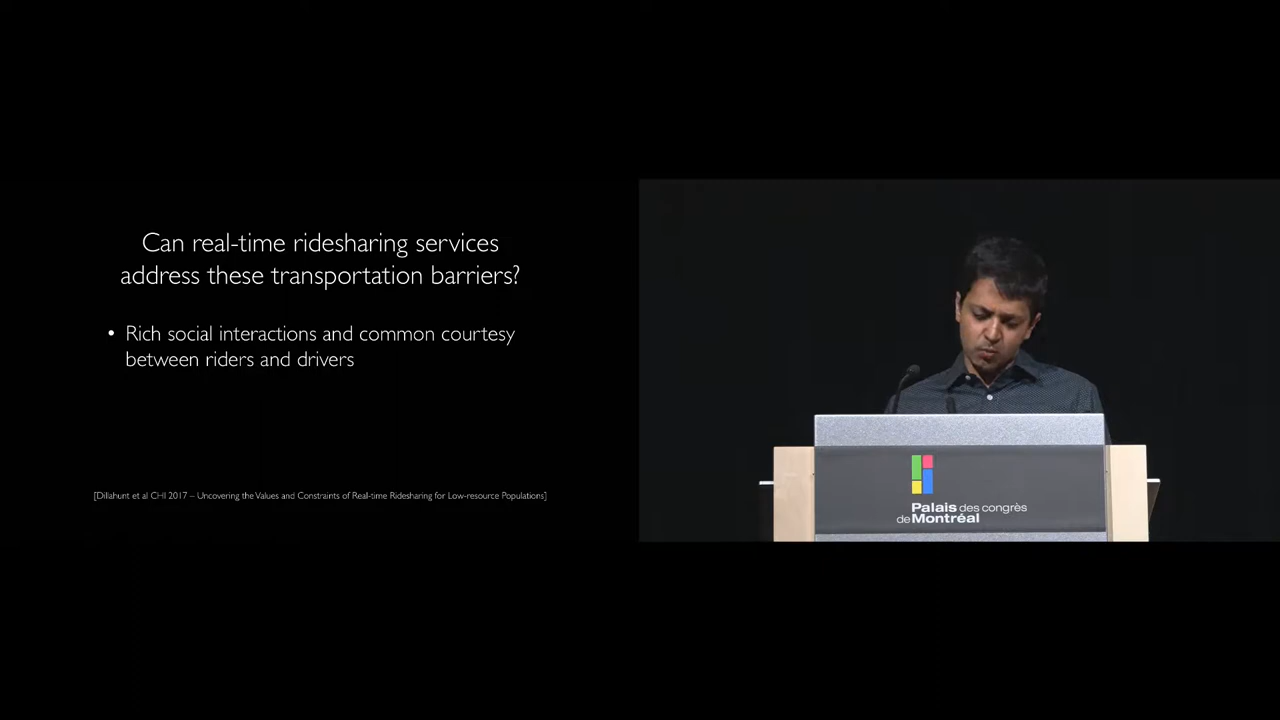 Can real-time ridesharing services
address these transportation barriers?
• Rich social interactions and common courtesy
between riders and drivers
[Dillahunt et al CHI 2017 – Uncovering the Values and Constraints of Real-time Ridesharing for Low-resource Populations]
Palais des congrès
de Montréal